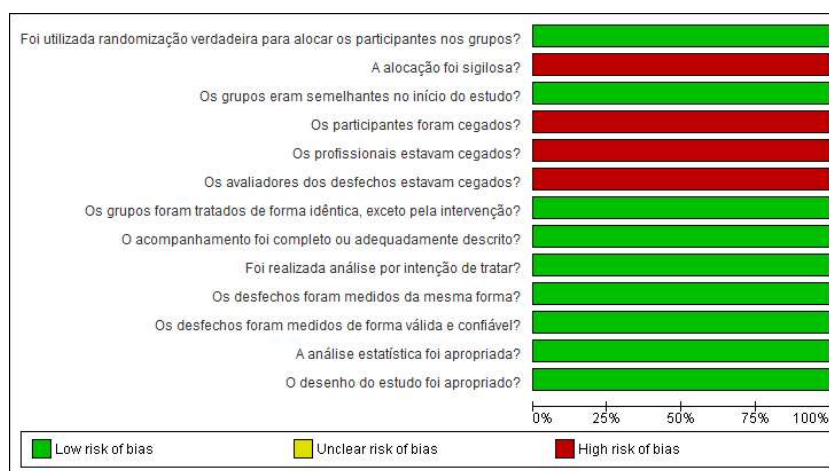 Foi utilizada randomização verdadeira para alocar os participantes nos grupos?
A alocação foi sigilosa?
Os grupos eram semelhantes no início do estudo?
Os participantes foram cegados?
Os profissionais estavam cegados?
Os avaliadores dos desfechos estavam cegados?
Os grupos foram tratados de forma idêntica, exceto pela intervenção?
O acompanhamento foi completo ou adequadamente descrito?
Foi realizada análise por intenção de tratar?
Os desfechos foram medidos da mesma forma?
Os desfechos foram medidos de forma válida e confiável?
A análise estatística foi apropriada?
O desenho do estudo foi apropriado?
0% 25% 50% 75% 100%
Low risk of bias Unclear risk of bias High risk of bias